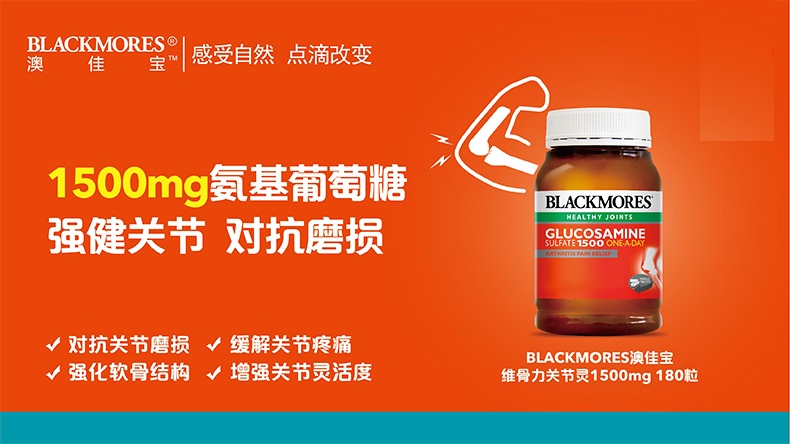 BLACKMORES®
澳佳宝™
感受自然 点滴改变
1500mg氨基葡萄糖
强健关节 对抗磨损
✓ 对抗关节磨损 ✓ 缓解关节疼痛
✓ 强化软骨结构 ✓ 增强关节灵活度
BLACKMORES®
HEALTHY JOINTS
GLUCOSAMINE
SULFATE 1500 ONE-A-DAY
ARTHRITIS PAIN RELIEF
BLACKMORES澳佳宝
维骨力关节灵1500mg 180粒